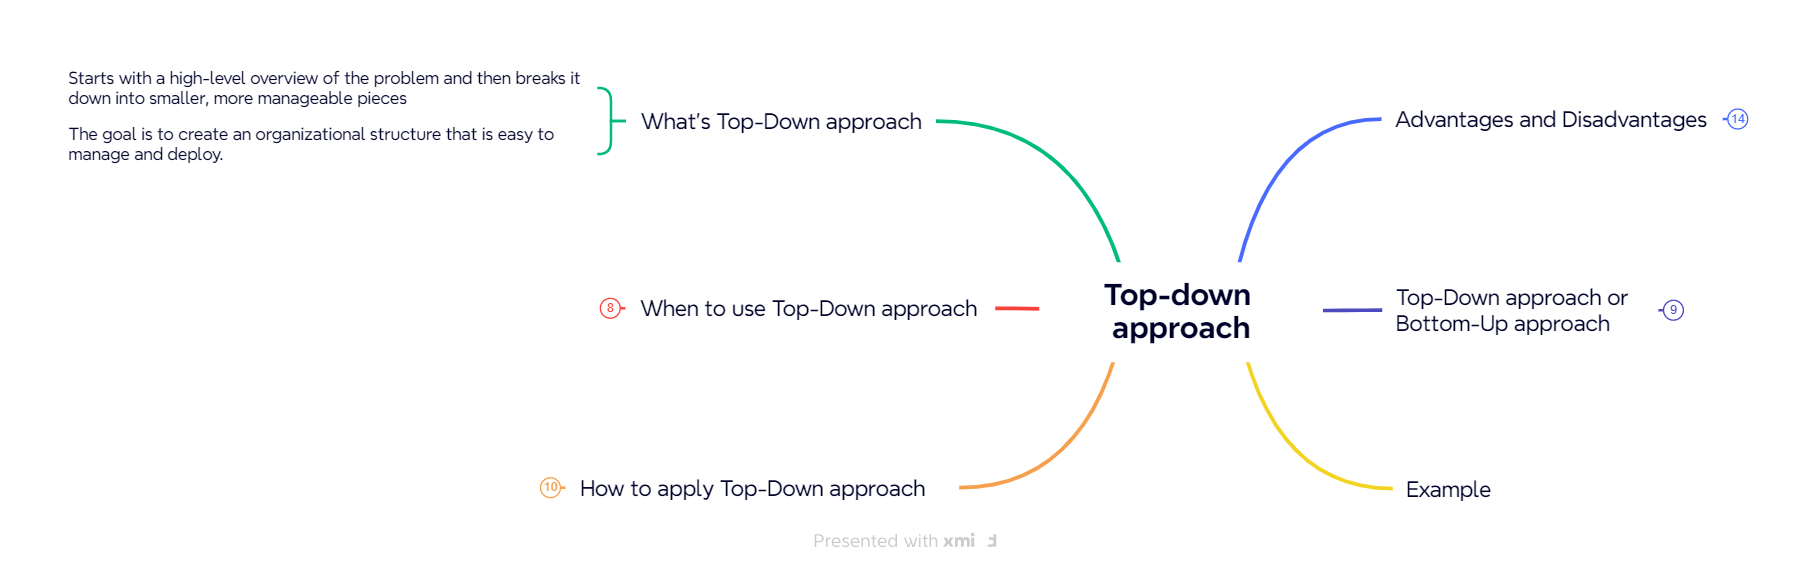 Starts with a high-level overview of the problem and then breaks it
down into smaller, more manageable pieces
The goal is to create an organizational structure that is easy to
manage and deploy.
What's Top-Down approach
8
When to use Top-Down approach
10
How to apply Top-Down approach
Top-down
approach
Advantages and Disadvantages
14
Top-Down approach or
Bottom-Up approach
9
Example
Presented with